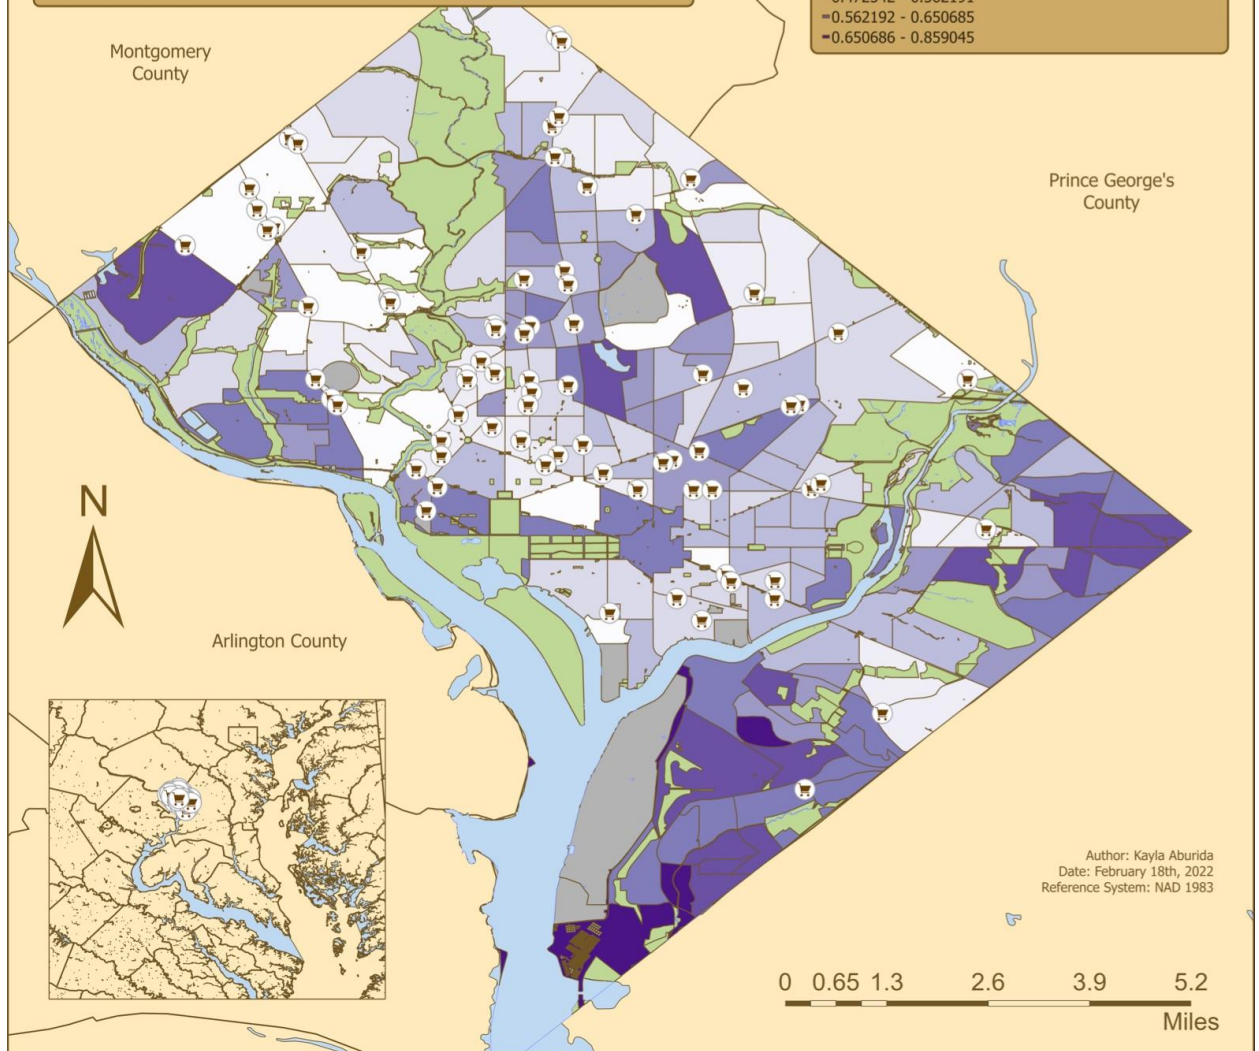 0.562192 - 0.650685
0.650686 - 0.859045
Montgomery
County
Prince George's
County
N
Arlington County
Author: Kayla Aburida
Date: February 18th, 2022
Reference System: NAD 1983
0 0.65 1.3 2.6 3.9 5.2
Miles